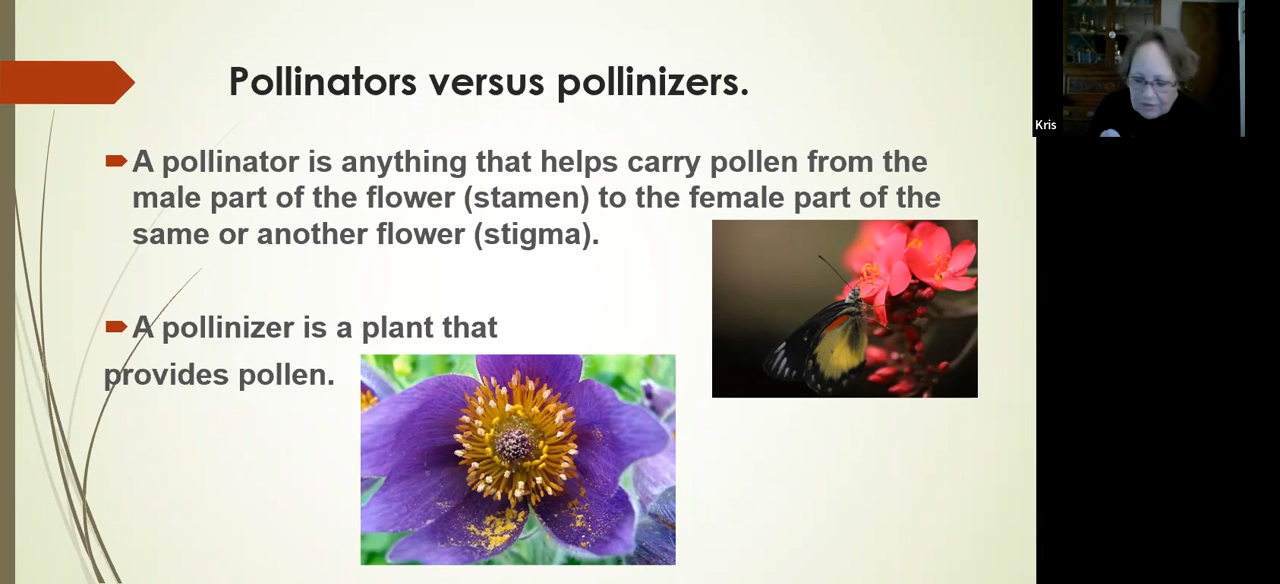 Pollinators versus pollinizers.
A pollinator is anything that helps carry pollen from the
male part of the flower (stamen) to the female part of the
same or another flower (stigma).
A pollinizer is a plant that
provides pollen.
Kris